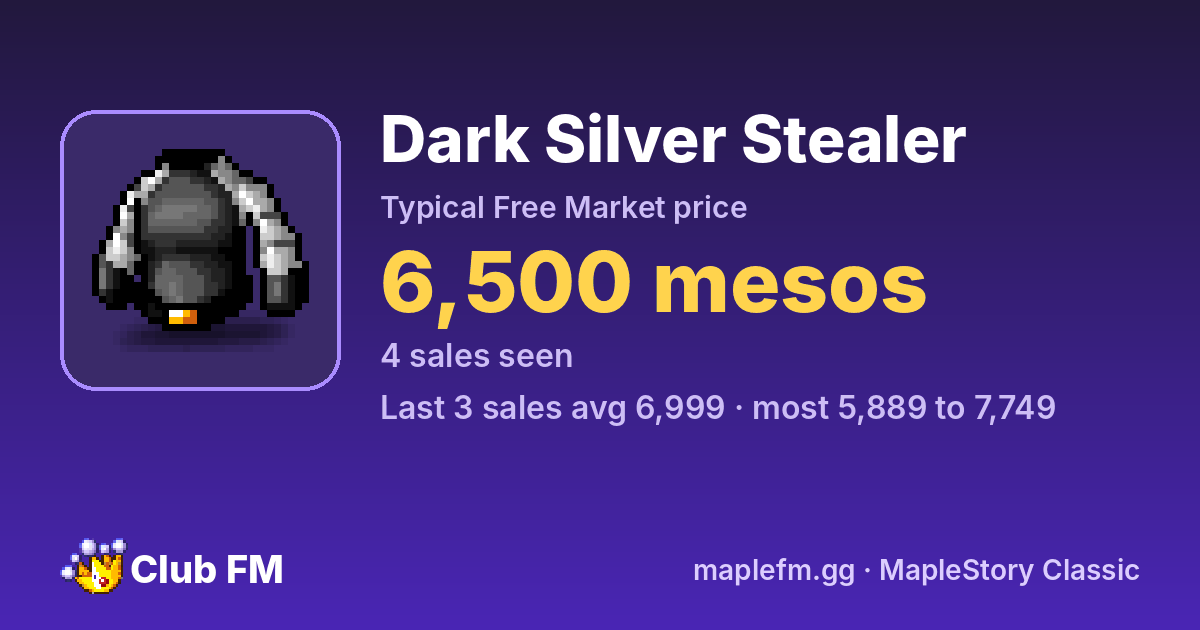 Dark Silver Stealer
Typical Free Market price
6,500 mesos
4 sales seen
Last 3 sales avg 6,999 · most 5,889 to 7,749
Club FM
maplefm.gg · MapleStory Classic